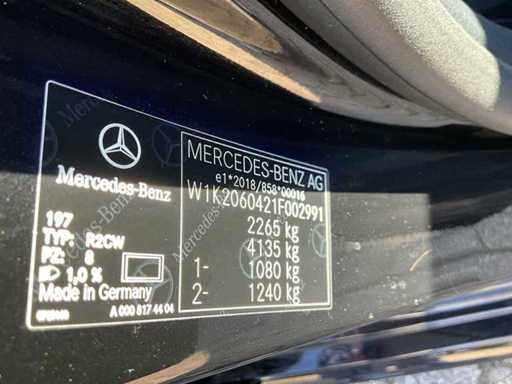 Mercedes-Benz
197
TYP: R2CW
PZ: 8
1,0 %
Made in Germany
A 000 817 44 04
MERCEDES-BENZ AG
e1*2018/858*00016
W1K2060421F002991
2265 kg
4135 kg
1- 1080 kg
2- 1240 kg